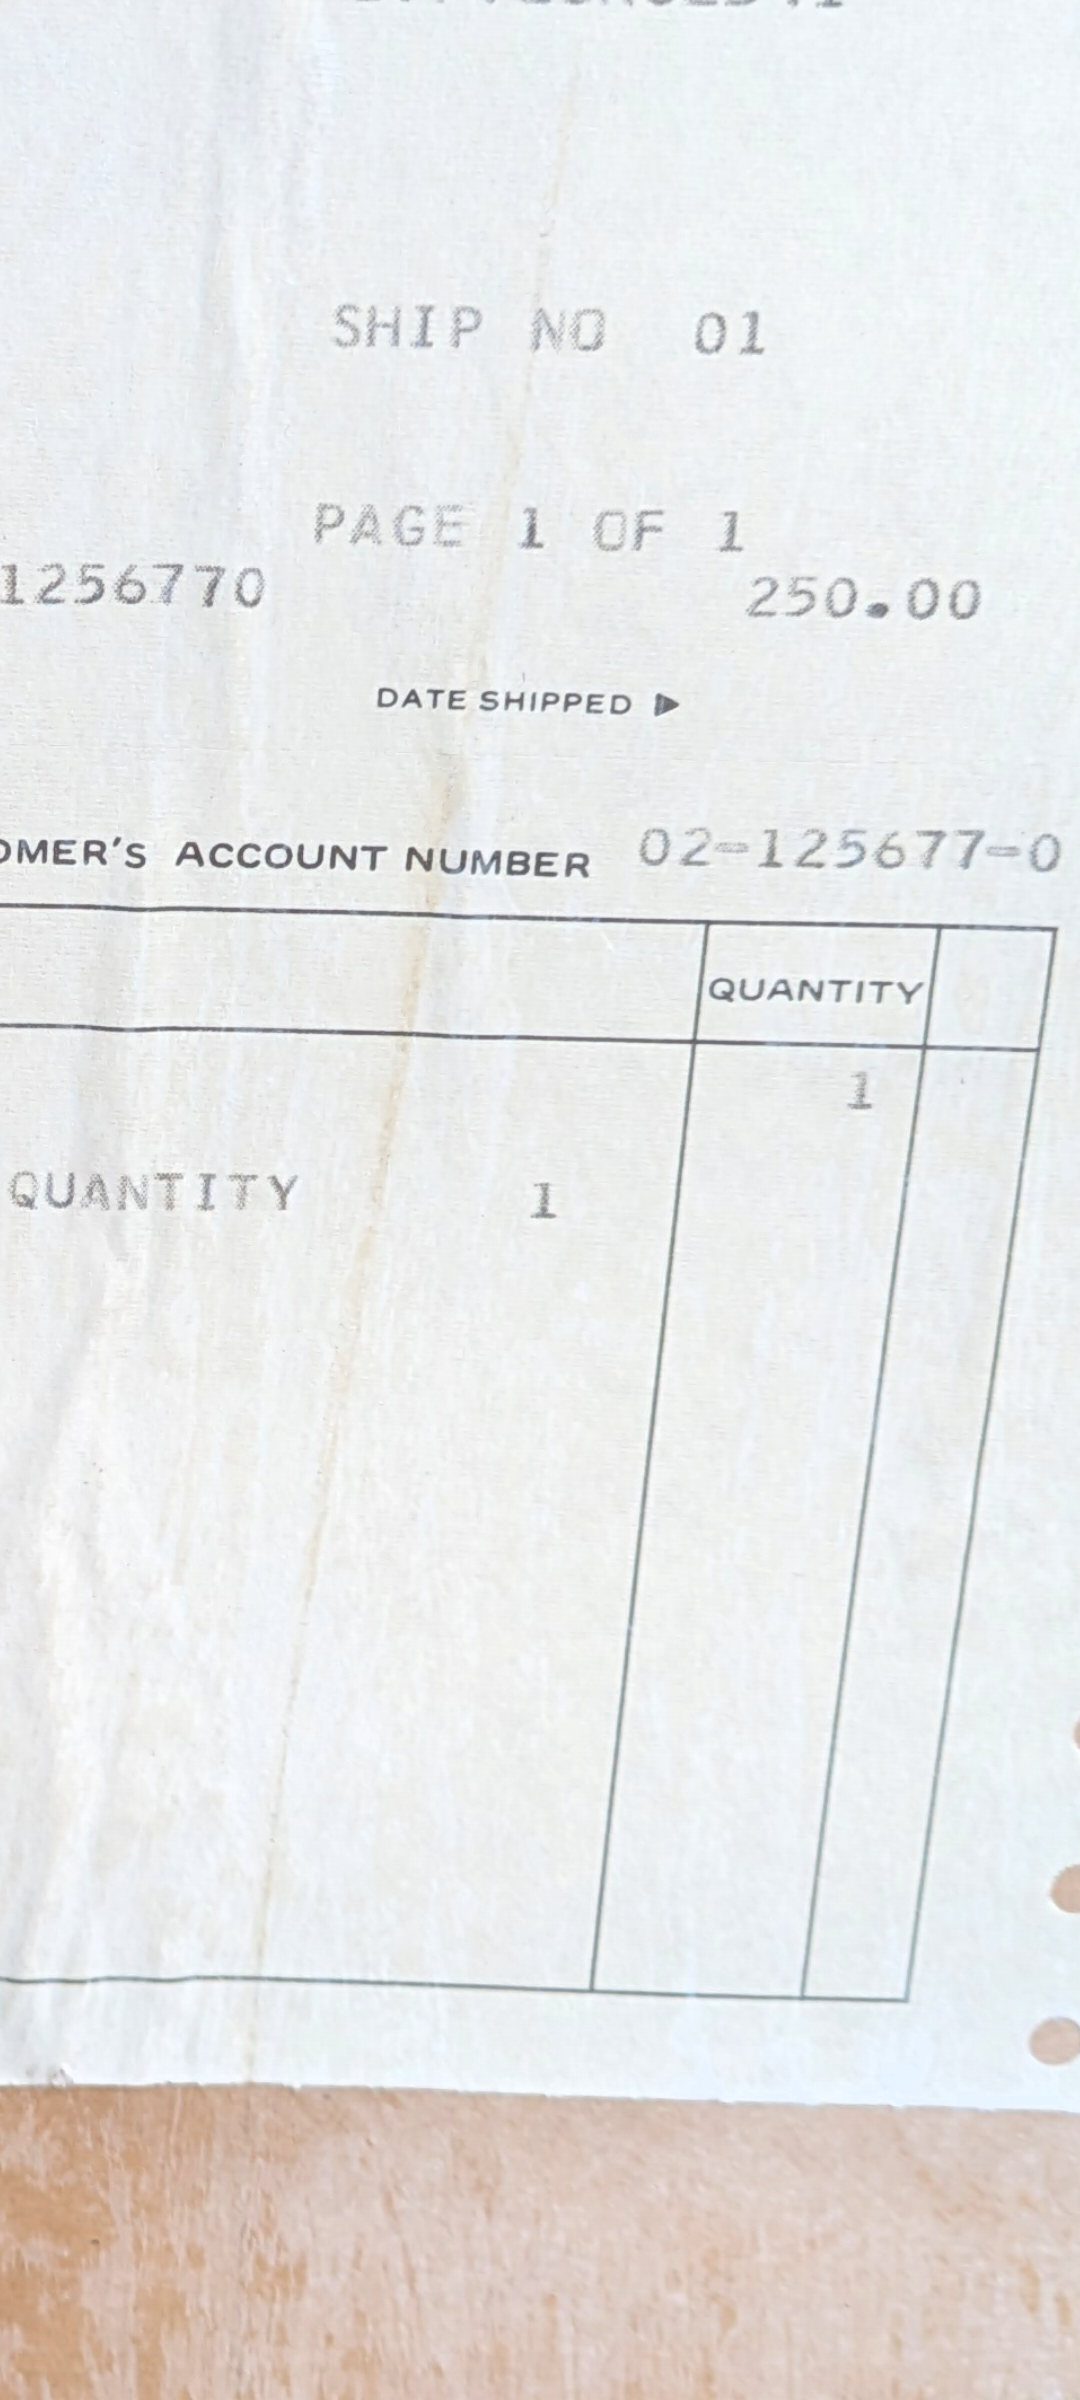 SHIP NO 01
PAGE 1 OF 1
1256770 250.00
DATE SHIPPED ▶
OMER'S ACCOUNT NUMBER 02-125677-0
QUANTITY
1
QUANTITY 1